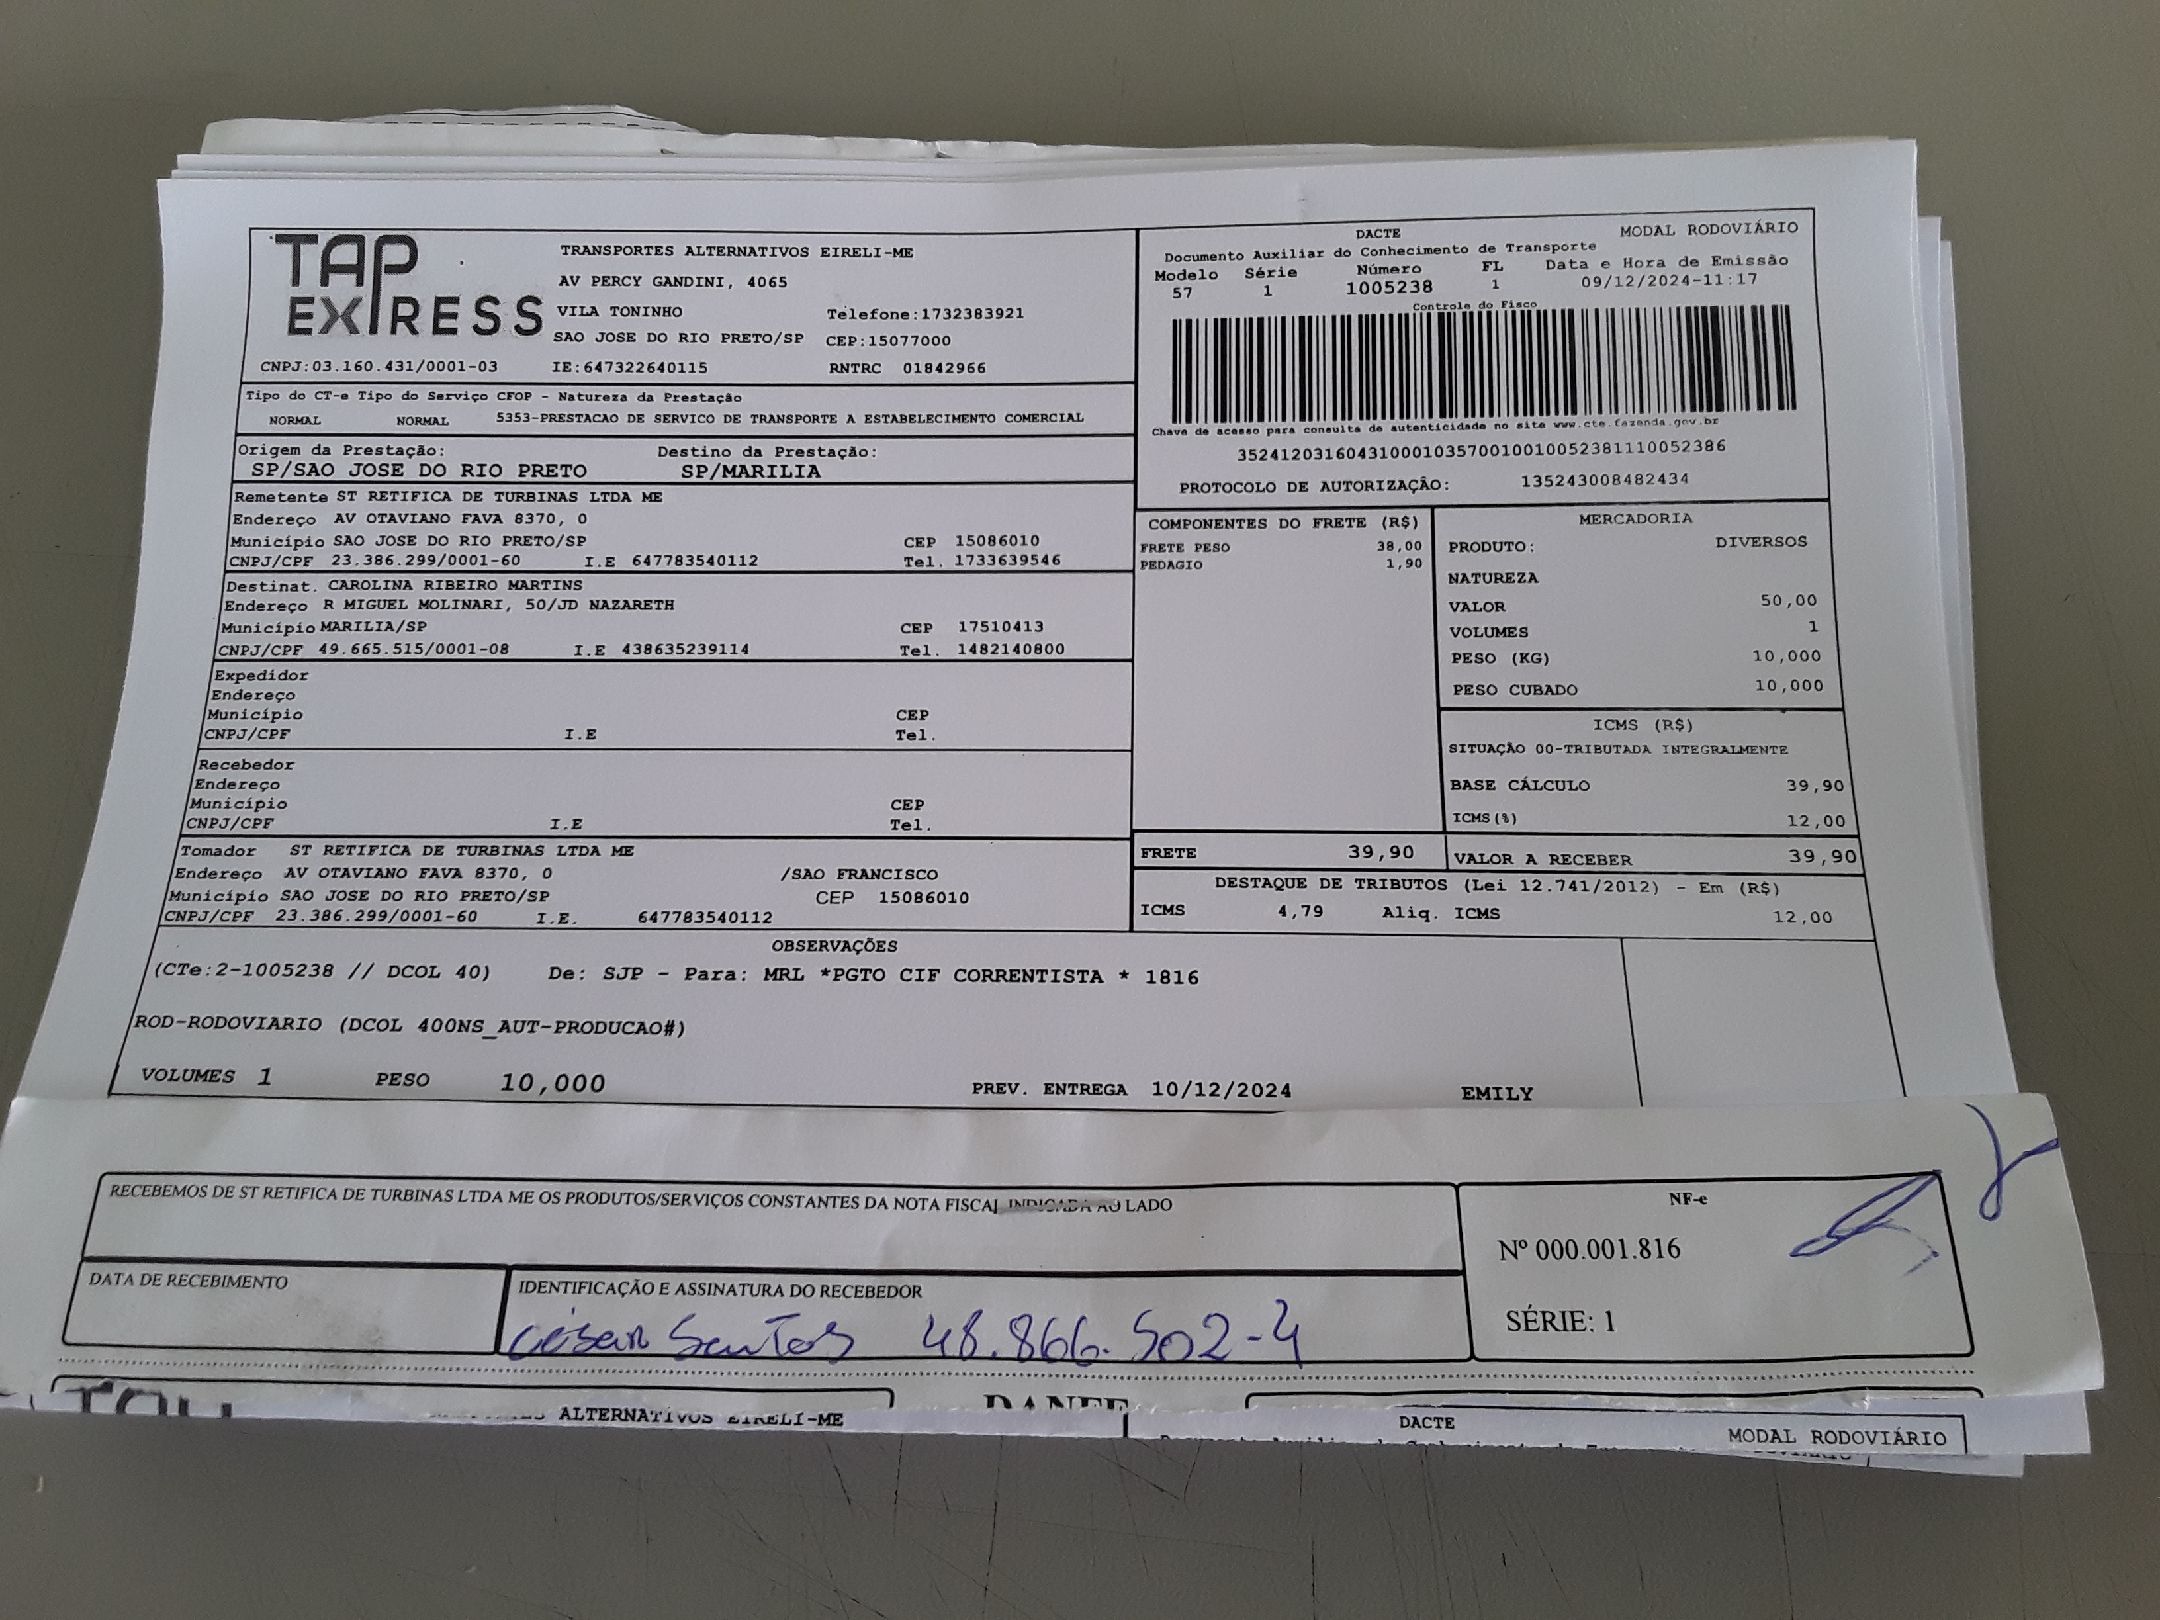 TAP EXPRESS
TRANSPORTES ALTERNATIVOS EIRELI-ME
AV PERCY GANDINI, 4065
VILA TONINHO Telefone:1732383921
SAO JOSE DO RIO PRETO/SP CEP:15077000
CNPJ:03.160.431/0001-03 IE:647322640115 RNTRC 01842966
Tipo do CT-e Tipo do Serviço CFOP - Natureza da Prestação
NORMAL NORMAL 5353-PRESTACAO DE SERVICO DE TRANSPORTE A ESTABELECIMENTO COMERCIAL
Origem da Prestação: Destino da Prestação:
SP/SAO JOSE DO RIO PRETO SP/MARILIA
Remetente ST RETIFICA DE TURBINAS LTDA ME
Endereço AV OTAVIANO FAVA 8370, 0
Município SAO JOSE DO RIO PRETO/SP CEP 15086010
CNPJ/CPF 23.386.299/0001-60 I.E 647783540112 Tel. 1733639546
Destinat. CAROLINA RIBEIRO MARTINS
Endereço R MIGUEL MOLINARI, 50/JD NAZARETH
Município MARILIA/SP CEP 17510413
CNPJ/CPF 49.665.515/0001-08 I.E 438635239114 Tel. 1482140800
Expedidor
Endereço
Município CEP
CNPJ/CPF I.E Tel.
Recebedor
Endereço
Município CEP
CNPJ/CPF I.E Tel.
Tomador ST RETIFICA DE TURBINAS LTDA ME
Endereço AV OTAVIANO FAVA 8370, 0 /SAO FRANCISCO
Município SAO JOSE DO RIO PRETO/SP CEP 15086010
CNPJ/CPF 23.386.299/0001-60 I.E. 647783540112
DACTE MODAL RODOVIÁRIO
Documento Auxiliar do Conhecimento de Transporte
Modelo Série Número FL Data e Hora de Emissão
57 1 1005238 1 09/12/2024-11:17
Controle do Fisco
Chave de acesso para consulta de autenticidade no site www.cte.fazenda.gov.br
35241203160431000103570010010052381110052386
PROTOCOLO DE AUTORIZAÇÃO: 135243008482434
COMPONENTES DO FRETE (R$)
FRETE PESO 38,00
PEDAGIO 1,90
MERCADORIA
PRODUTO: DIVERSOS
NATUREZA
VALOR 50,00
VOLUMES 1
PESO (KG) 10,000
PESO CUBADO 10,000
ICMS (R$)
SITUAÇÃO 00-TRIBUTADA INTEGRALMENTE
BASE CÁLCULO 39,90
ICMS(%) 12,00
FRETE 39,90 VALOR A RECEBER 39,90
DESTAQUE DE TRIBUTOS (Lei 12.741/2012) - Em (R$)
ICMS 4,79 Aliq. ICMS 12,00
OBSERVAÇÕES
(CTe:2-1005238 // DCOL 40) De: SJP - Para: MRL *PGTO CIF CORRENTISTA * 1816
ROD-RODOVIARIO (DCOL 400NS_AUT-PRODUCAO#)
VOLUMES 1 PESO 10,000 PREV. ENTREGA 10/12/2024 EMILY
RECEBEMOS DE ST RETIFICA DE TURBINAS LTDA ME OS PRODUTOS/SERVIÇOS CONSTANTES DA NOTA FISCAL INDICADA AO LADO
NF-e
Nº 000.001.816
SÉRIE: 1
DATA DE RECEBIMENTO IDENTIFICAÇÃO E ASSINATURA DO RECEBEDOR
César Santos 48.866.502-4
DANFE
ALTERNATIVOS EIRELI-ME DACTE MODAL RODOVIÁRIO